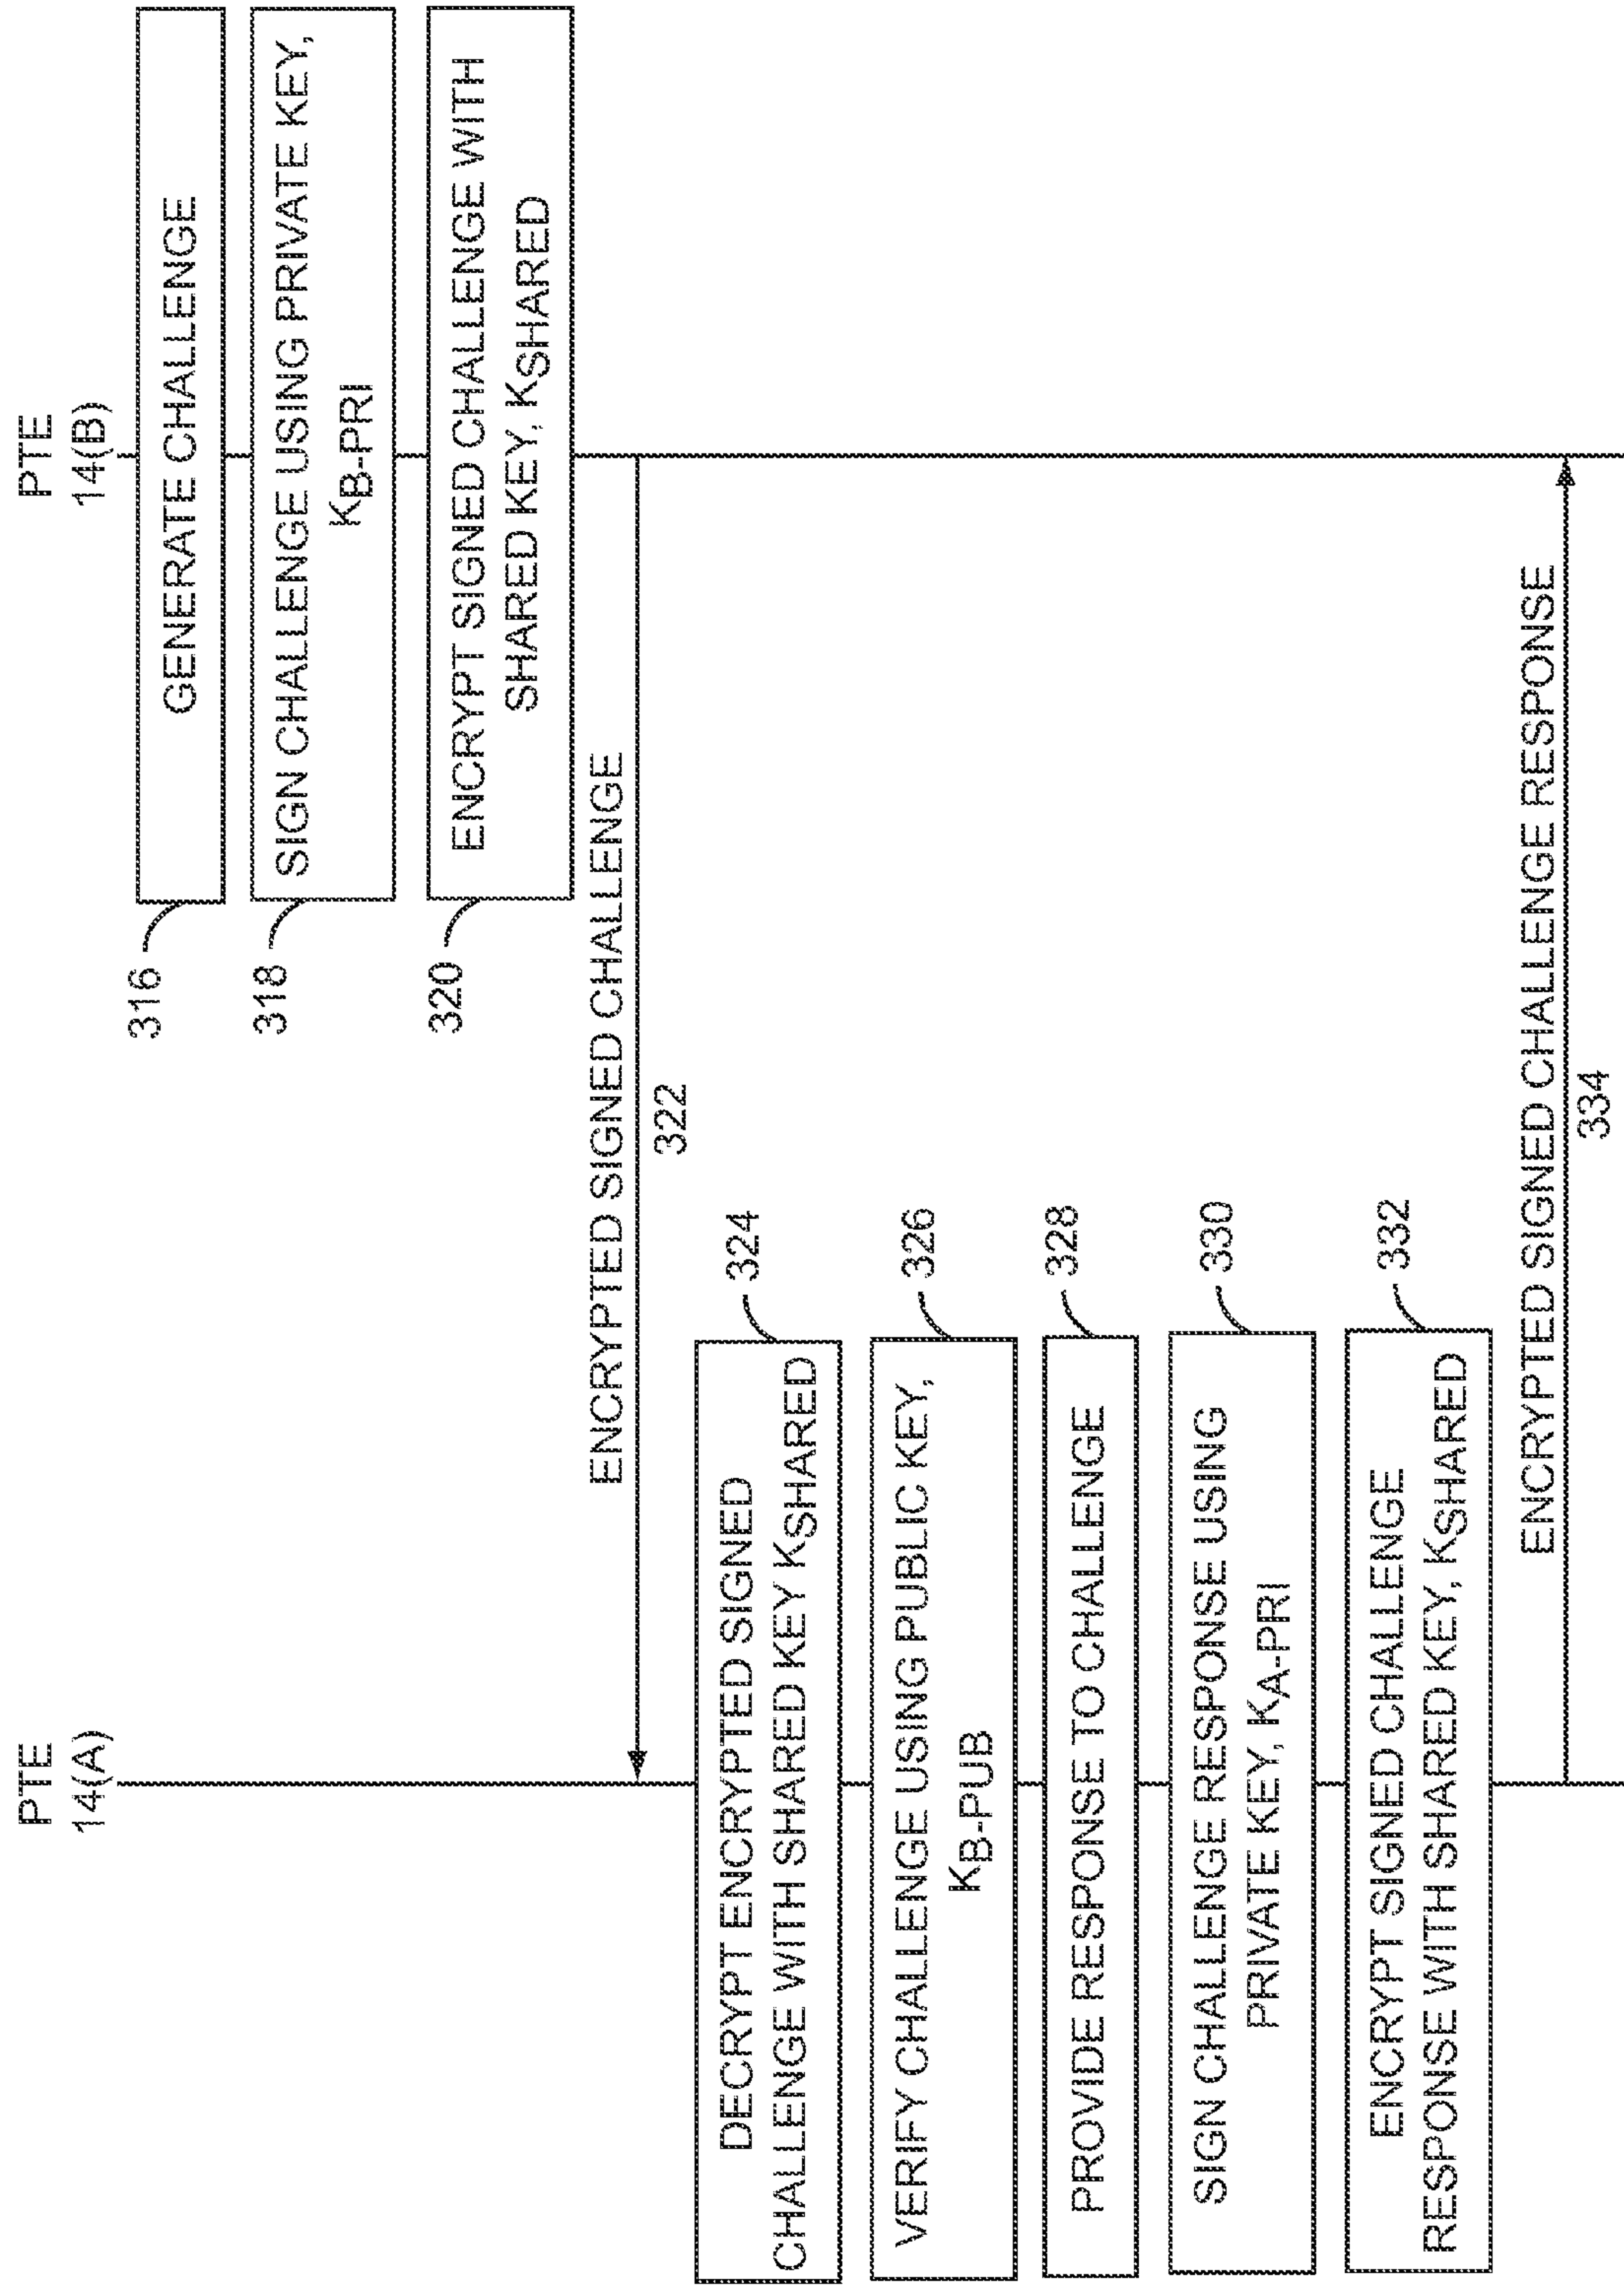 PTE
14(A)
PTE
14(B)
GENERATE CHALLENGE
316
SIGN CHALLENGE USING PRIVATE KEY,
KB-PRI
318
ENCRYPT SIGNED CHALLENGE WITH
SHARED KEY, KSHARED
320
ENCRYPTED SIGNED CHALLENGE
322
DECRYPT ENCRYPTED SIGNED
CHALLENGE WITH SHARED KEY KSHARED
324
VERIFY CHALLENGE USING PUBLIC KEY,
KB-PUB
326
PROVIDE RESPONSE TO CHALLENGE
328
SIGN CHALLENGE RESPONSE USING
PRIVATE KEY, KA-PRI
330
ENCRYPT SIGNED CHALLENGE
RESPONSE WITH SHARED KEY, KSHARED
332
ENCRYPTED SIGNED CHALLENGE RESPONSE
334